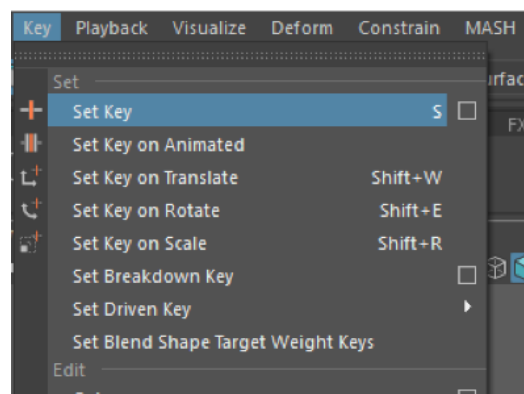 Key Playback Visualize Deform Constrain MASH
Set
Set Key S
Set Key on Animated
Set Key on Translate Shift+W
Set Key on Rotate Shift+E
Set Key on Scale Shift+R
Set Breakdown Key
Set Driven Key
Set Blend Shape Target Weight Keys
Edit